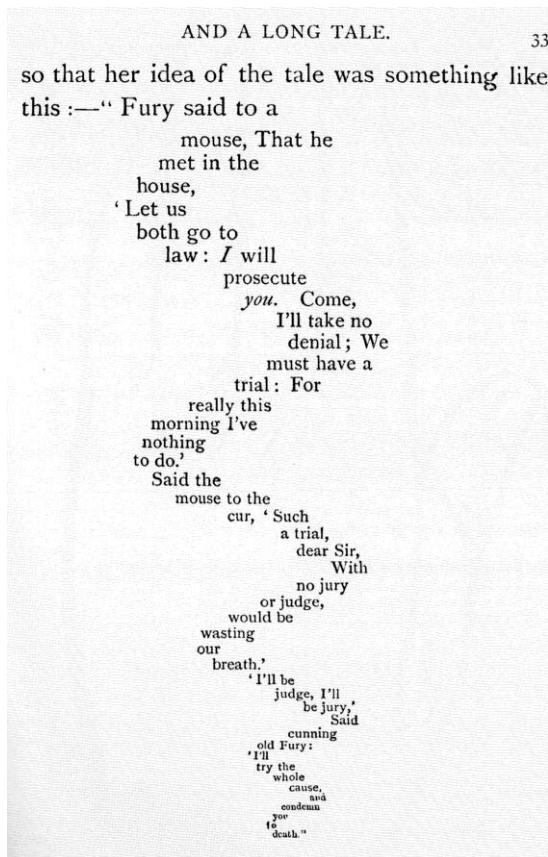 AND A LONG TALE.
33
so that her idea of the tale was something like
this :—“ Fury said to a
mouse, That he
met in the
house,
‘ Let us
both go to
law : I will
prosecute
you. Come,
I'll take no
denial ; We
must have a
trial : For
really this
morning I've
nothing
to do.’
Said the
mouse to the
cur, ‘ Such
a trial,
dear Sir,
With
no jury
or judge,
would be
wasting
our
breath.’
‘ I'll be
judge, I'll
be jury,’
Said
cunning
old Fury :
‘ I'll
try the
whole
cause,
and
condemn
you
to
death.”